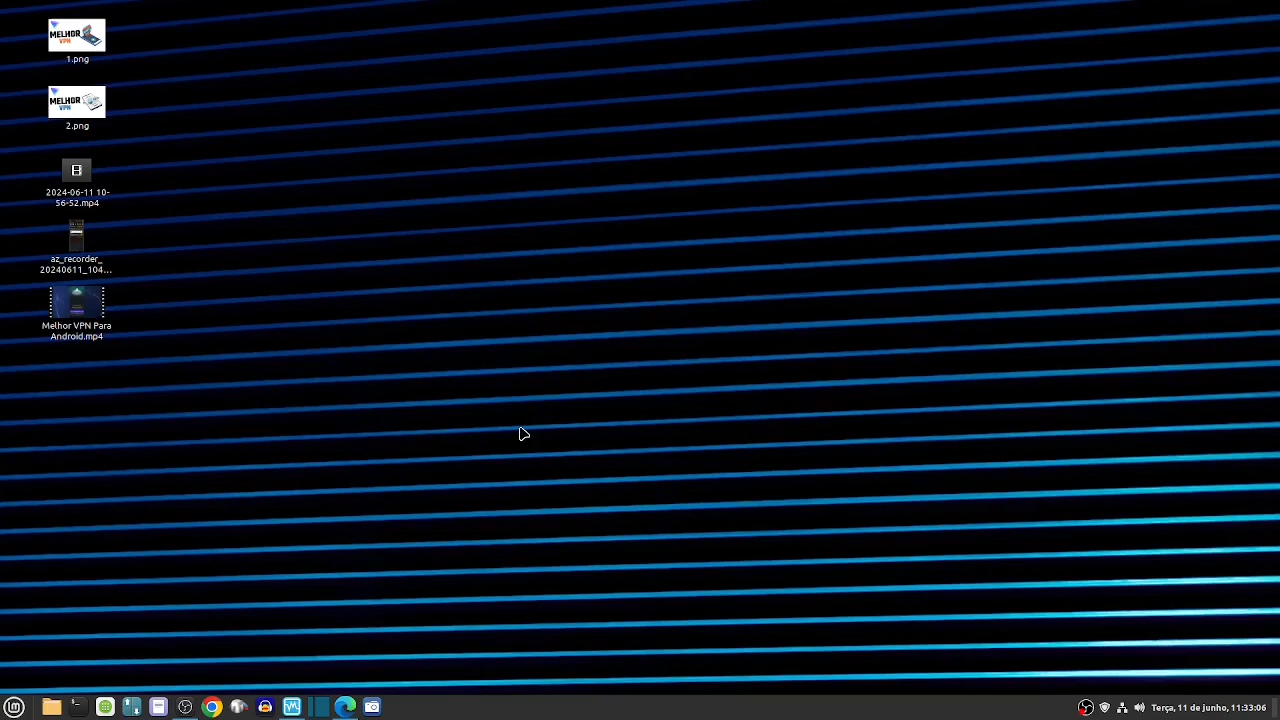 MELHOR
VPN
1.png
MELHOR
VPN
2.png
2024-06-11 10-
56-52.mp4
az_recorder_
20240611_104...
Melhor VPN Para
Android.mp4
Terça, 11 de junho, 11:33:06